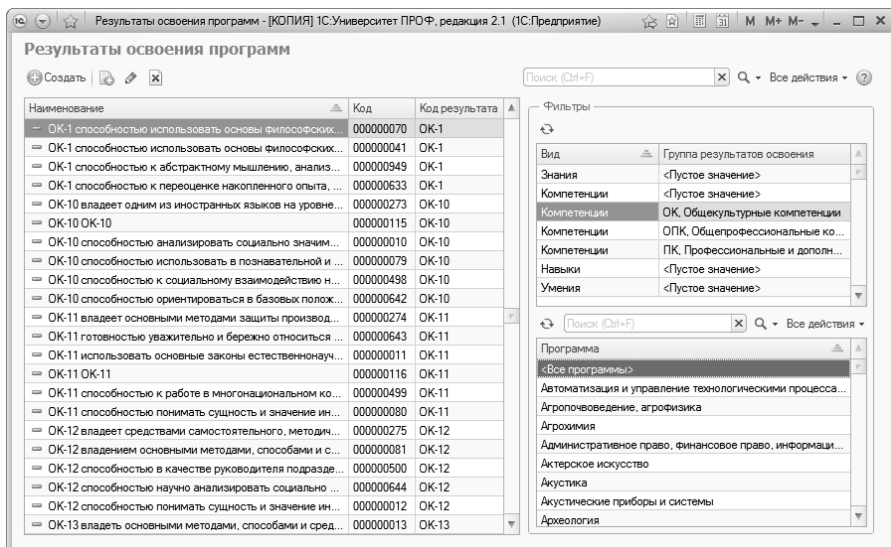 Результаты освоения программ - [КОПИЯ] 1С:Университет ПРОФ, редакция 2.1 (1С:Предприятие)
M M+ M-
Результаты освоения программ
Создать
Поиск (Ctrl+F)
Все действия
Наименование Код Код результата
ОК-1 способностью использовать основы философских... 000000070 ОК-1
ОК-1 способностью использовать основы философских... 000000041 ОК-1
ОК-1 способностью к абстрактному мышлению, анализ... 000000949 ОК-1
ОК-1 способностью к переоценке накопленного опыта, ... 000000633 ОК-1
ОК-10 владеет одним из иностранных языков на уровне... 000000273 ОК-10
ОК-10 ОК-10 000000115 ОК-10
ОК-10 способностью анализировать социально значим... 000000010 ОК-10
ОК-10 способностью использовать в познавательной и ... 000000079 ОК-10
ОК-10 способностью к социальному взаимодействию н... 000000498 ОК-10
ОК-10 способностью ориентироваться в базовых полож... 000000642 ОК-10
ОК-11 владеет основными методами защиты производ... 000000274 ОК-11
ОК-11 готовностью уважительно и бережно относиться ... 000000643 ОК-11
ОК-11 использовать основные законы естественнонауч... 000000011 ОК-11
ОК-11 ОК-11 000000116 ОК-11
ОК-11 способностью к работе в многонациональном ко... 000000499 ОК-11
ОК-11 способностью понимать сущность и значение ин... 000000080 ОК-11
ОК-12 владеет средствами самостоятельного, методич... 000000275 ОК-12
ОК-12 владением основными методами, способами и с... 000000081 ОК-12
ОК-12 способностью в качестве руководителя подразде... 000000500 ОК-12
ОК-12 способностью научно анализировать социально ... 000000644 ОК-12
ОК-12 способностью понимать сущность и значение ин... 000000012 ОК-12
ОК-13 владеть основными методами, способами и сред... 000000013 ОК-13
Фильтры
Вид Группа результатов освоения
Знания <Пустое значение>
Компетенции <Пустое значение>
Компетенции ОК, Общекультурные компетенции
Компетенции ОПК, Общепрофессиональные ко...
Компетенции ПК, Профессиональные и дополн...
Навыки <Пустое значение>
Умения <Пустое значение>
Поиск (Ctrl+F)
Все действия
Программа
<Все программы>
Автоматизация и управление технологическими процесса...
Агропочвоведение, агрофизика
Агрохимия
Административное право, финансовое право, информаци...
Актерское искусство
Акустика
Акустические приборы и системы
Археология